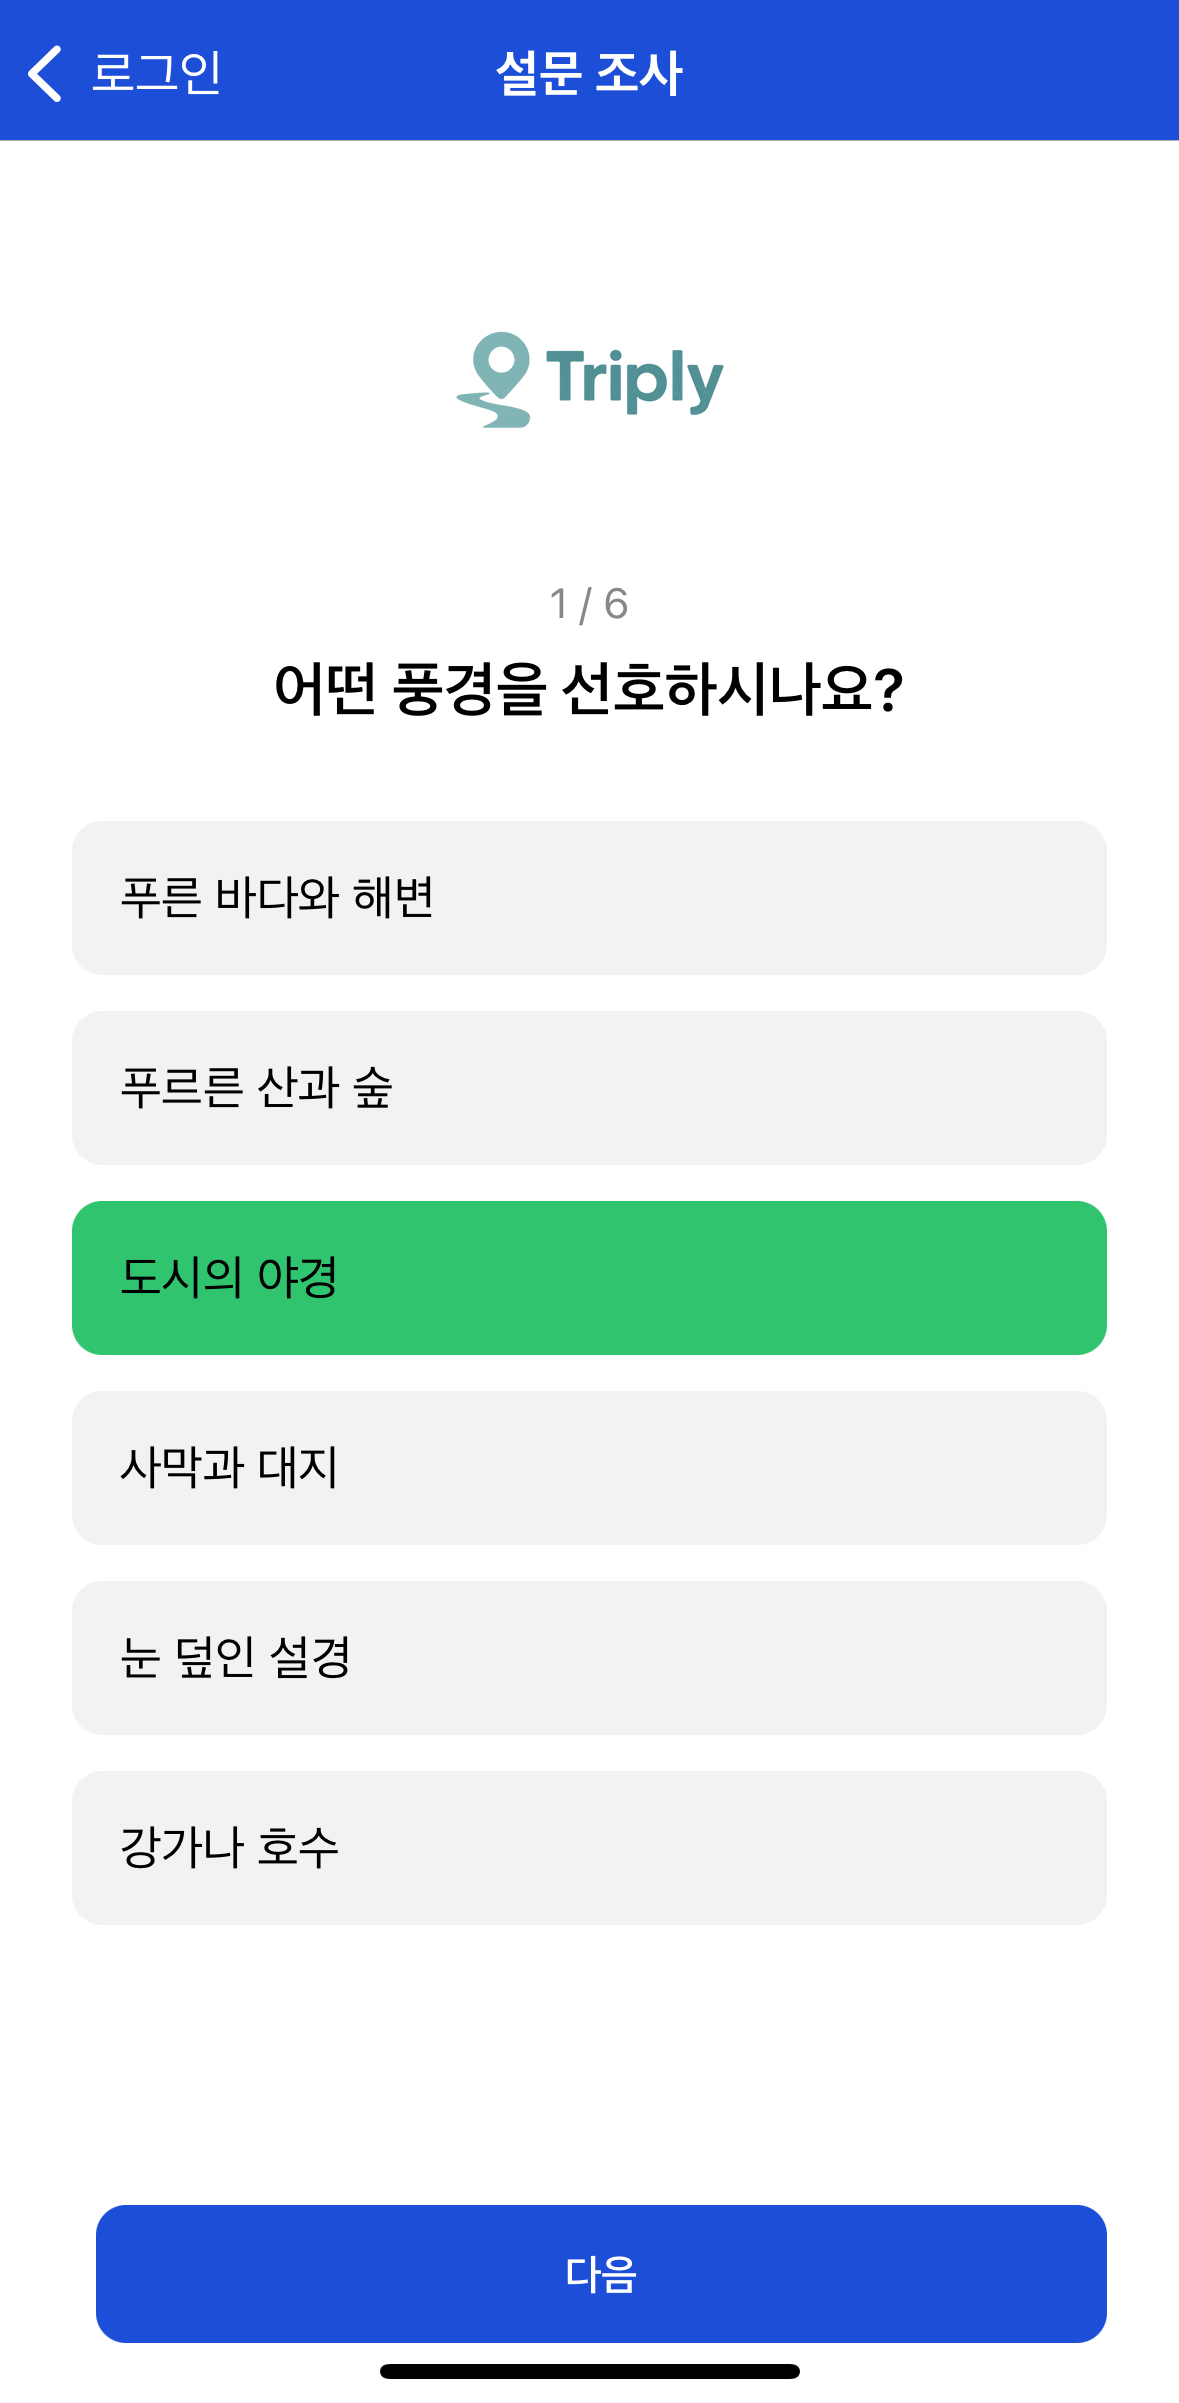 로그인
설문 조사
Triply
1 / 6
어떤 풍경을 선호하시나요?
푸른 바다와 해변
푸르른 산과 숲
도시의 야경
사막과 대지
눈 덮인 설경
강가나 호수
다음